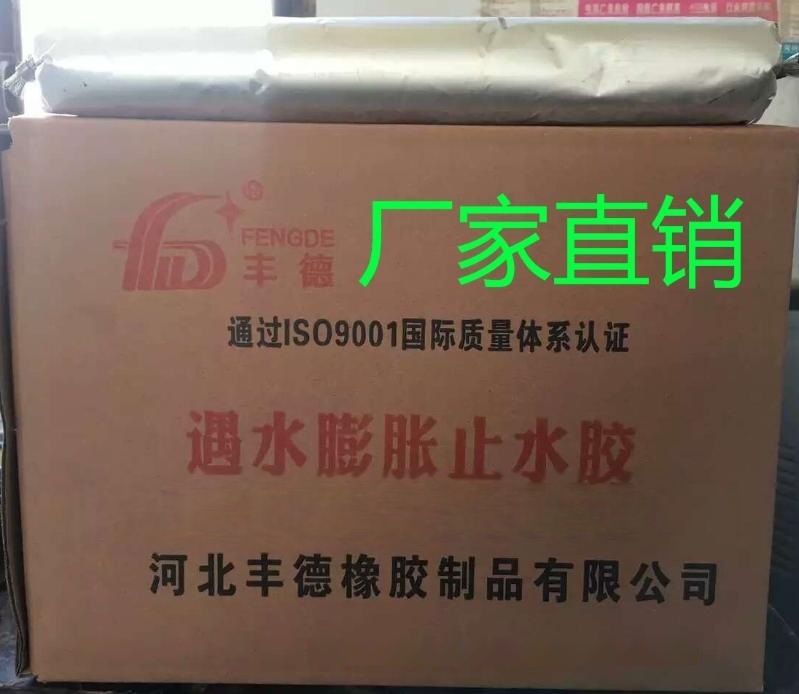 厂家直销
FENGDE
丰德
通过ISO9001国际质量体系认证
遇水膨胀止水胶
河北丰德橡胶制品有限公司